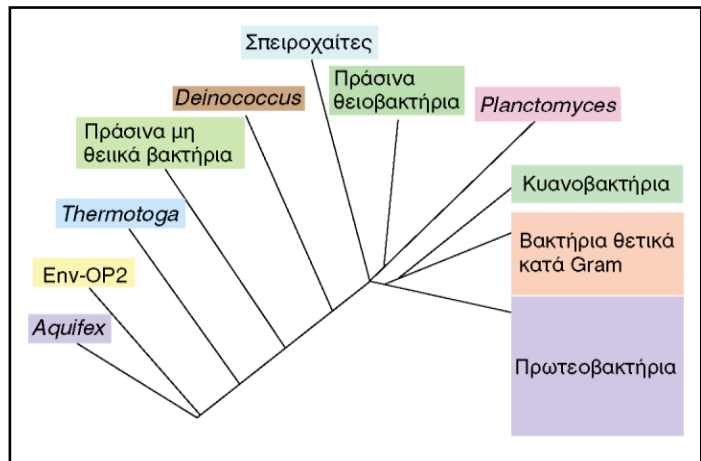 Σπειροχαίτες
Πράσινα
θειοβακτήρια
Deinococcus
Planctomyces
Πράσινα μη
θειικά βακτήρια
Κυανοβακτήρια
Thermotoga
Βακτήρια θετικά
κατά Gram
Env-OP2
Aquifex
Πρωτεοβακτήρια